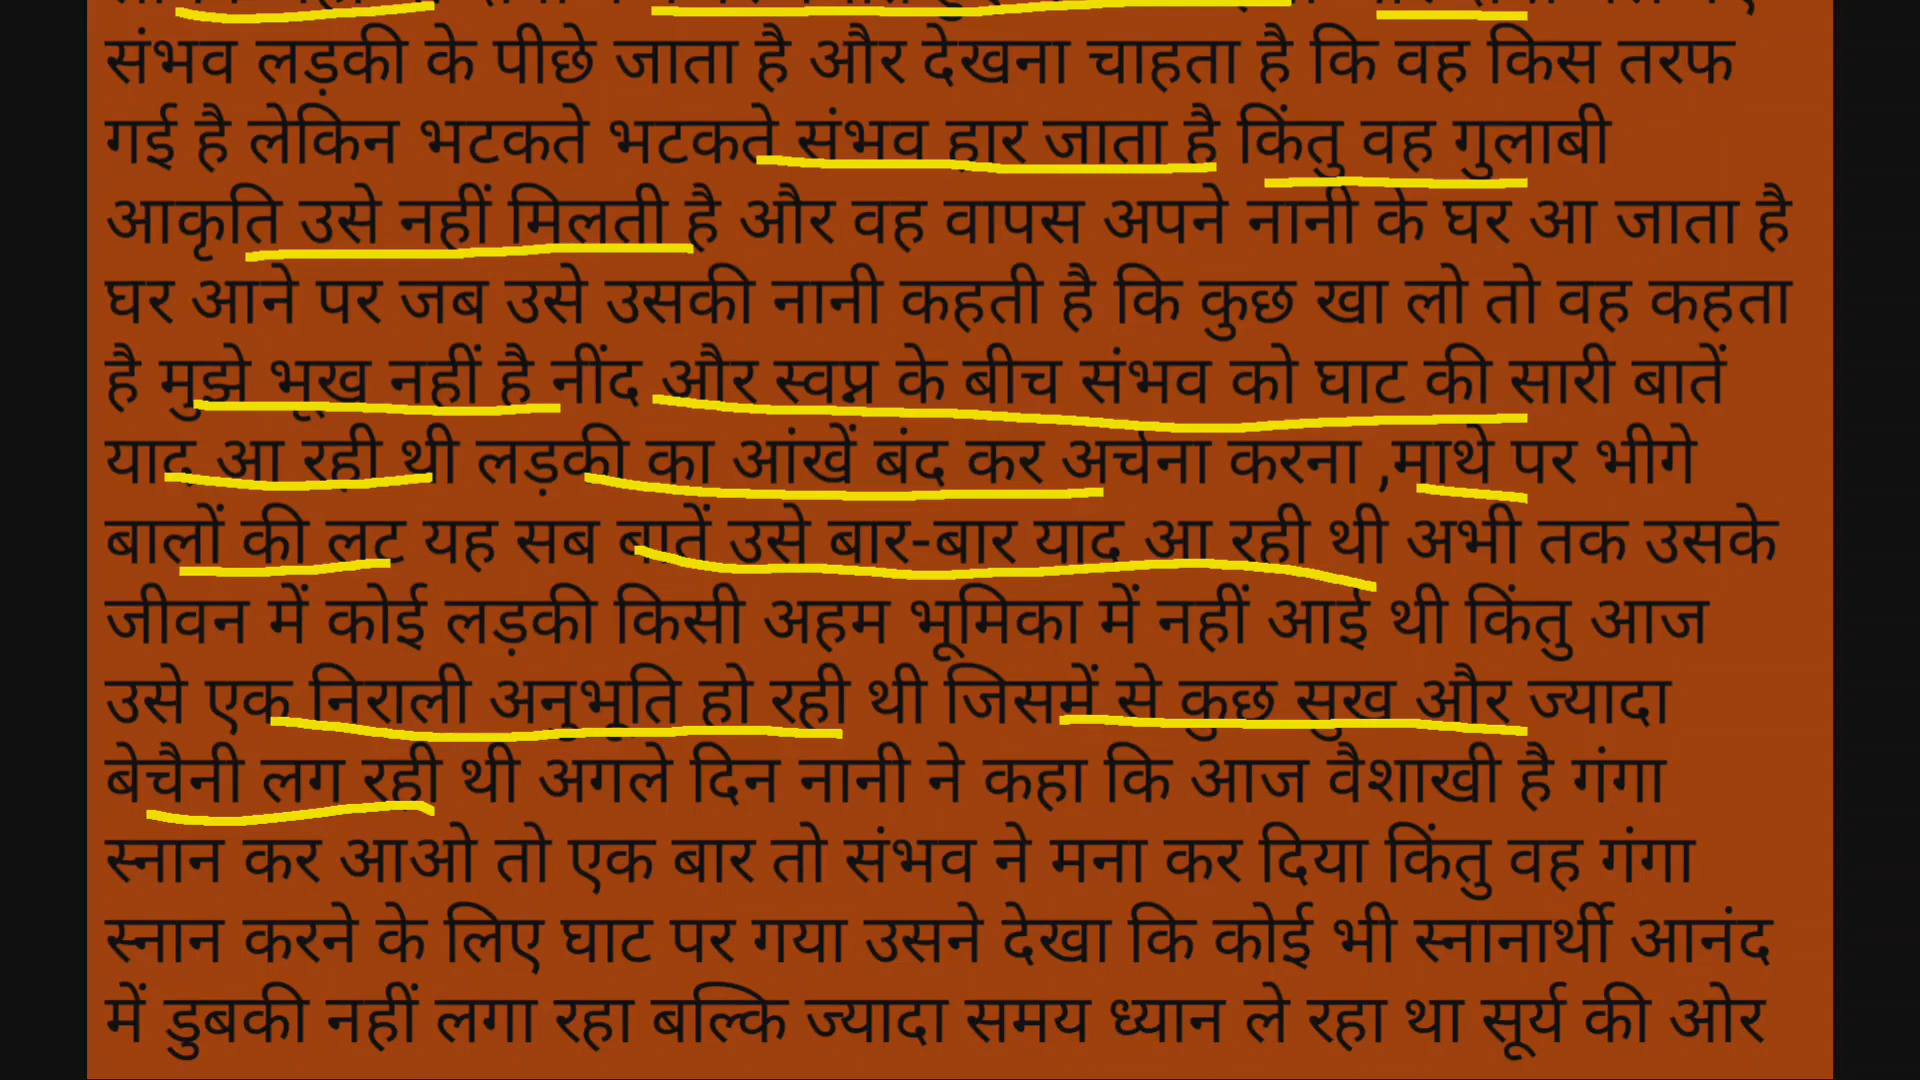 संभव लड़की के पीछे जाता है और देखना चाहता है कि वह किस तरफ
गई है लेकिन भटकते भटकते संभव हार जाता है किंतु वह गुलाबी
आकृति उसे नहीं मिलती है और वह वापस अपने नानी के घर आ जाता है
घर आने पर जब उसे उसकी नानी कहती है कि कुछ खा लो तो वह कहता
है मुझे भूख नहीं है नींद और स्वप्न के बीच संभव को घाट की सारी बातें
याद आ रही थी लड़की का आंखें बंद कर अर्चना करना ,माथे पर भीगे
बालों की लट यह सब बातें उसे बार-बार याद आ रही थी अभी तक उसके
जीवन में कोई लड़की किसी अहम भूमिका में नहीं आई थी किंतु आज
उसे एक निराली अनुभूति हो रही थी जिसमें से कुछ सुख और ज्यादा
बेचैनी लग रही थी अगले दिन नानी ने कहा कि आज वैशाखी है गंगा
स्नान कर आओ तो एक बार तो संभव ने मना कर दिया किंतु वह गंगा
स्नान करने के लिए घाट पर गया उसने देखा कि कोई भी स्नानार्थी आनंद
में डुबकी नहीं लगा रहा बल्कि ज्यादा समय ध्यान ले रहा था सूर्य की ओर